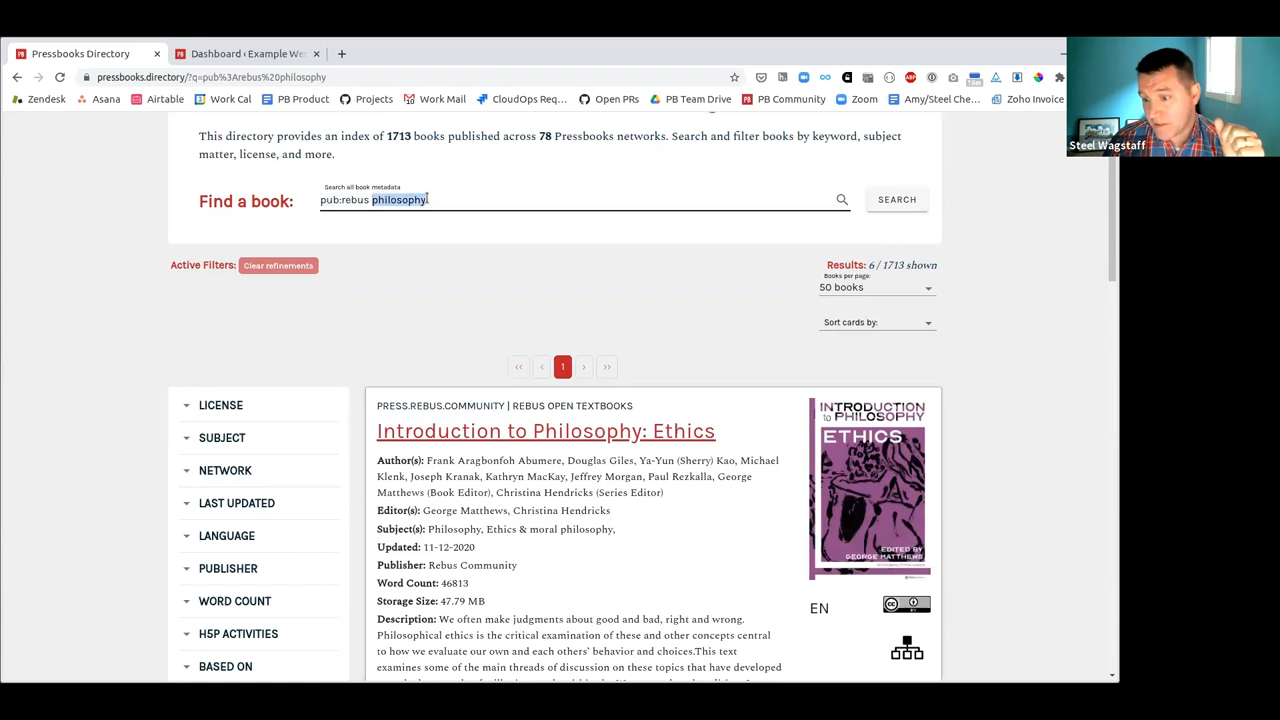 Pressbooks Directory
Dashboard ‹ Example We
pressbooks.directory/?q=pub%3Arebus%20philosophy
Zendesk
Asana
Airtable
Work Cal
PB Product
Projects
Work Mail
CloudOps Req...
Open PRs
PB Team Drive
PB Community
Zoom
Amy/Steel Che...
Zoho Invoice
Steel Wagstaff
This directory provides an index of 1713 books published across 78 Pressbooks networks. Search and filter books by keyword, subject
matter, license, and more.
Search all book metadata
Find a book:
pub:rebus philosophy
SEARCH
Active Filters: Clear refinements
Results: 6 / 1713 shown
Books per page:
50 books
Sort cards by:
‹‹ ‹ 1 › ››
LICENSE
SUBJECT
NETWORK
LAST UPDATED
LANGUAGE
PUBLISHER
WORD COUNT
H5P ACTIVITIES
BASED ON
PRESS.REBUS.COMMUNITY | REBUS OPEN TEXTBOOKS
Introduction to Philosophy: Ethics
Author(s): Frank Aragbonfoh Abumere, Douglas Giles, Ya-Yun (Sherry) Kao, Michael
Klenk, Joseph Kranak, Kathryn MacKay, Jeffrey Morgan, Paul Rezkalla, George
Matthews (Book Editor), Christina Hendricks (Series Editor)
Editor(s): George Matthews, Christina Hendricks
Subject(s): Philosophy, Ethics & moral philosophy,
Updated: 11-12-2020
Publisher: Rebus Community
Word Count: 46813
Storage Size: 47.79 MB
Description: We often make judgments about good and bad, right and wrong.
Philosophical ethics is the critical examination of these and other concepts central
to how we evaluate our own and each others' behavior and choices.This text
examines some of the main threads of discussion on these topics that have developed
INTRODUCTION
to PHILOSOPHY
ETHICS
EDITED BY
GEORGE MATTHEWS
EN
CC
BY